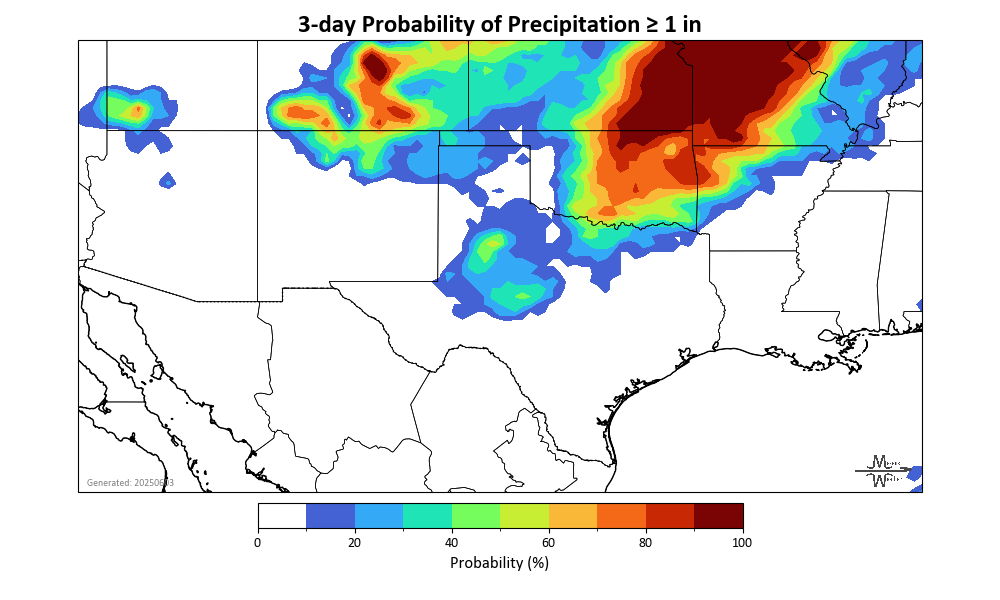 3-day Probability of Precipitation ≥ 1 in
Generated: 20250603
0 20 40 60 80 100
Probability (%)